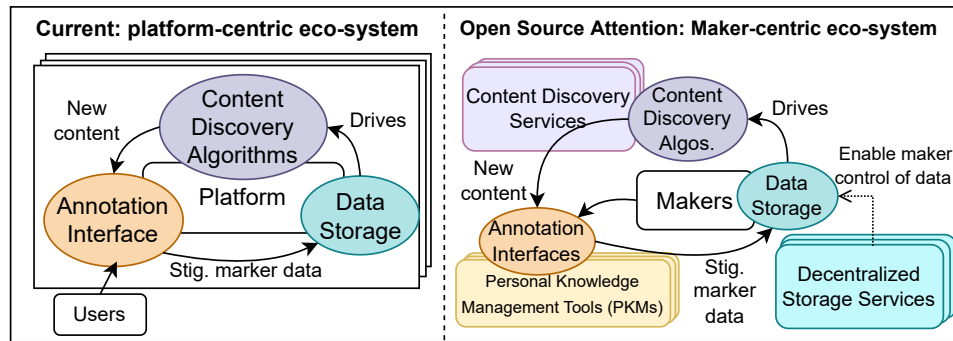 Current: platform-centric eco-system
New
content
Content
Discovery
Algorithms
Drives
Platform
Annotation
Interface
Data
Storage
Stig. marker data
Users
Open Source Attention: Maker-centric eco-system
Content Discovery
Services
Content
Discovery
Algos.
Drives
New
content
Enable maker
control of data
Makers
Data
Storage
Annotation
Interfaces
Stig.
marker
data
Personal Knowledge
Management Tools (PKMs)
Decentralized
Storage Services